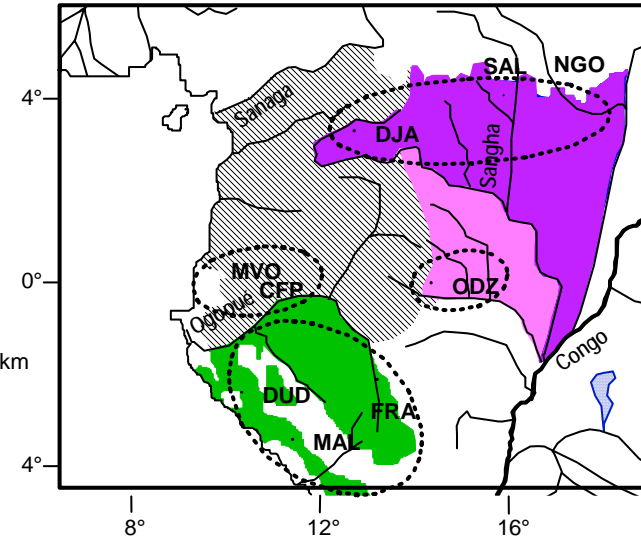 SAL NGO
4°
Sanaga
DJA
Sangha
MVO
0°
CFP
ODZ
Ogooué
km
Congo
DUD
FRA
MAL
4°
8° 12° 16°